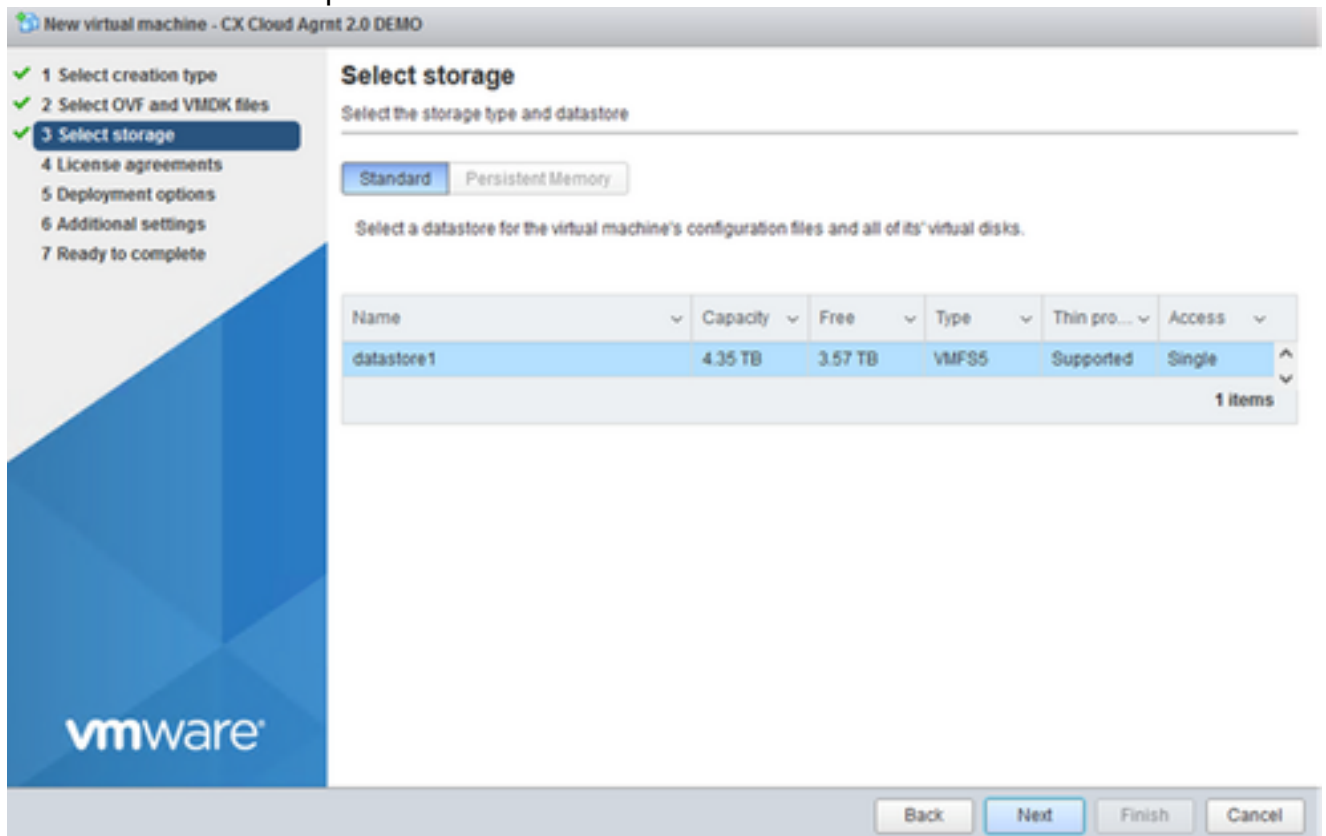 New virtual machine - CX Cloud Agrnt 2.0 DEMO
1 Select creation type
2 Select OVF and VMDK files
3 Select storage
4 License agreements
5 Deployment options
6 Additional settings
7 Ready to complete
vmware
Select storage
Select the storage type and datastore
Standard Persistent Memory
Select a datastore for the virtual machine's configuration files and all of its' virtual disks.
Name Capacity Free Type Thin pro... Access
datastore1 4.35 TB 3.57 TB VMFS5 Supported Single
1 items
Back Next Finish Cancel